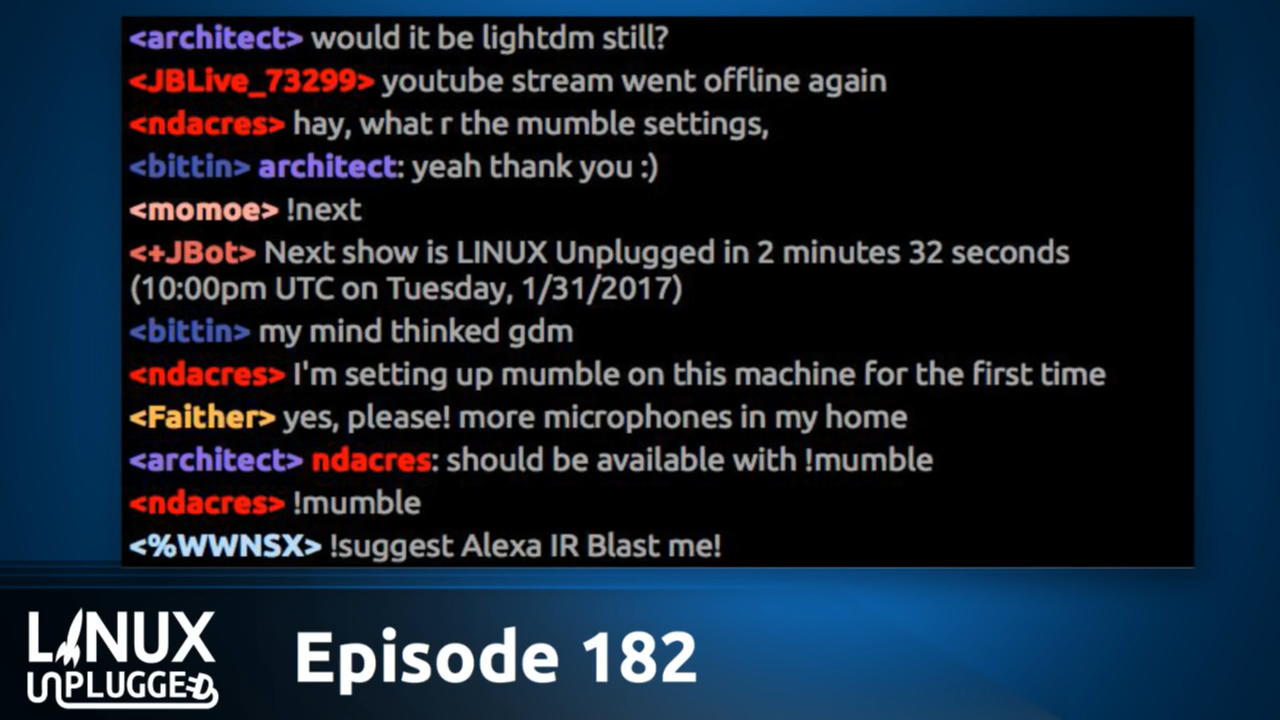 <architect> would it be lightdm still?
<JBLive_73299> youtube stream went offline again
<ndacres> hay, what r the mumble settings,
<bittin> architect: yeah thank you :)
<momoe> !next
<+JBot> Next show is LINUX Unplugged in 2 minutes 32 seconds
(10:00pm UTC on Tuesday, 1/31/2017)
<bittin> my mind thinked gdm
<ndacres> I'm setting up mumble on this machine for the first time
<Faither> yes, please! more microphones in my home
<architect> ndacres: should be available with !mumble
<ndacres> !mumble
<%WWNSX> !suggest Alexa IR Blast me!
LINUX
UNPLUGGED
Episode 182